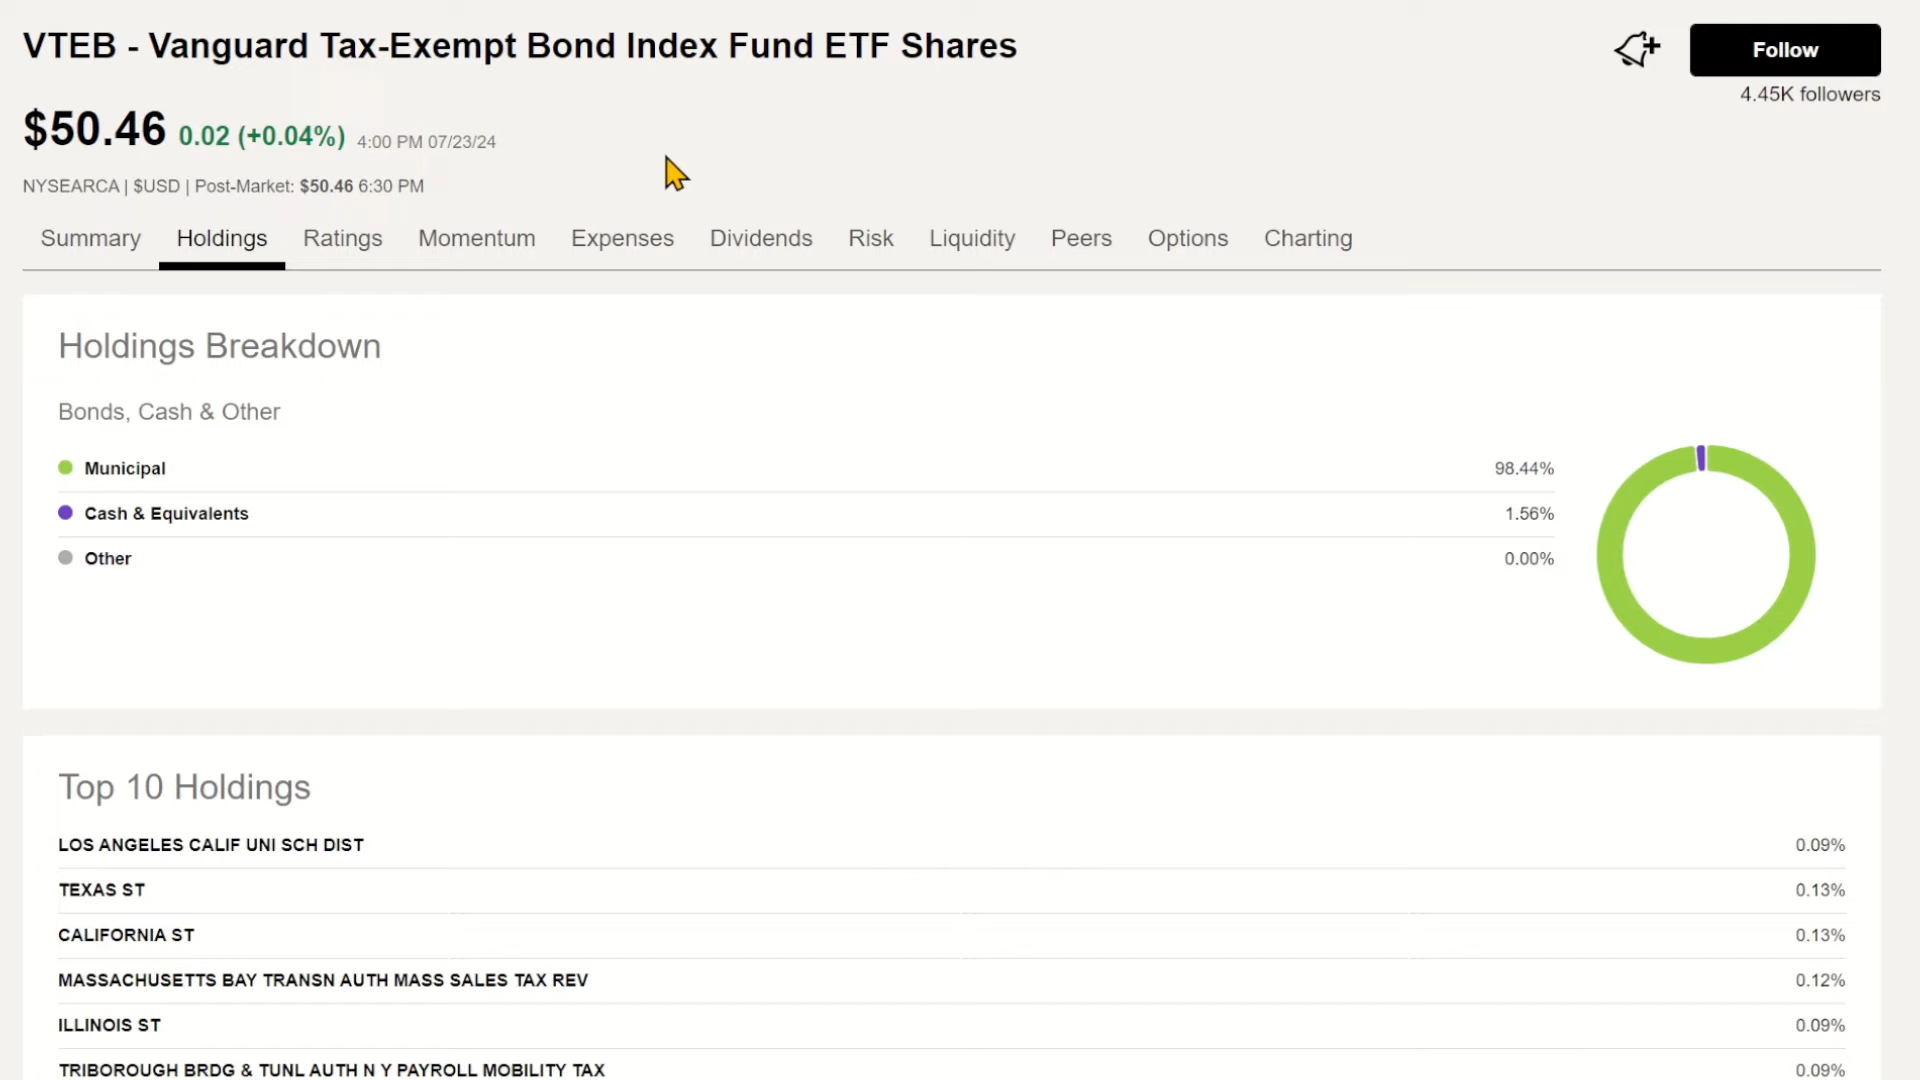 VTEB - Vanguard Tax-Exempt Bond Index Fund ETF Shares
Follow
4.45K followers
$50.46 0.02 (+0.04%) 4:00 PM 07/23/24
NYSEARCA | $USD | Post-Market: $50.46 6:30 PM
Summary Holdings Ratings Momentum Expenses Dividends Risk Liquidity Peers Options Charting
Holdings Breakdown
Bonds, Cash & Other
Municipal 98.44%
Cash & Equivalents 1.56%
Other 0.00%
Top 10 Holdings
LOS ANGELES CALIF UNI SCH DIST 0.09%
TEXAS ST 0.13%
CALIFORNIA ST 0.13%
MASSACHUSETTS BAY TRANSN AUTH MASS SALES TAX REV 0.12%
ILLINOIS ST 0.09%
TRIBOROUGH BRDG & TUNL AUTH N Y PAYROLL MOBILITY TAX 0.09%